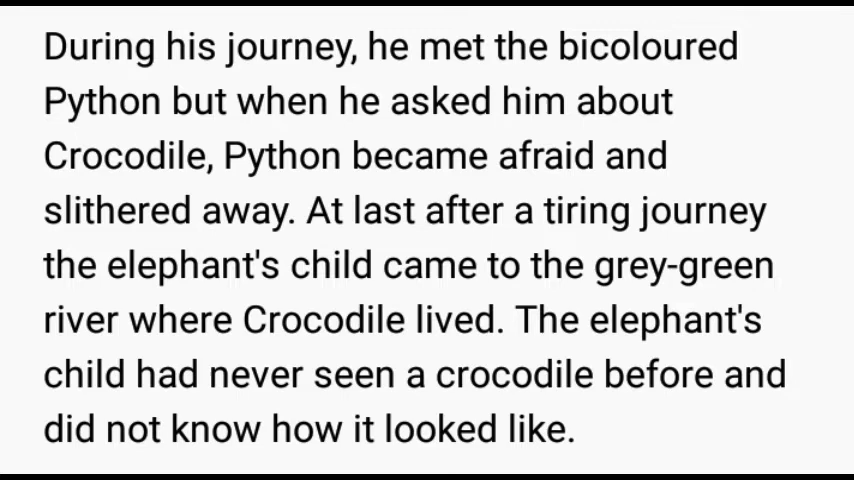 During his journey, he met the bicoloured
Python but when he asked him about
Crocodile, Python became afraid and
slithered away. At last after a tiring journey
the elephant's child came to the grey-green
river where Crocodile lived. The elephant's
child had never seen a crocodile before and
did not know how it looked like.